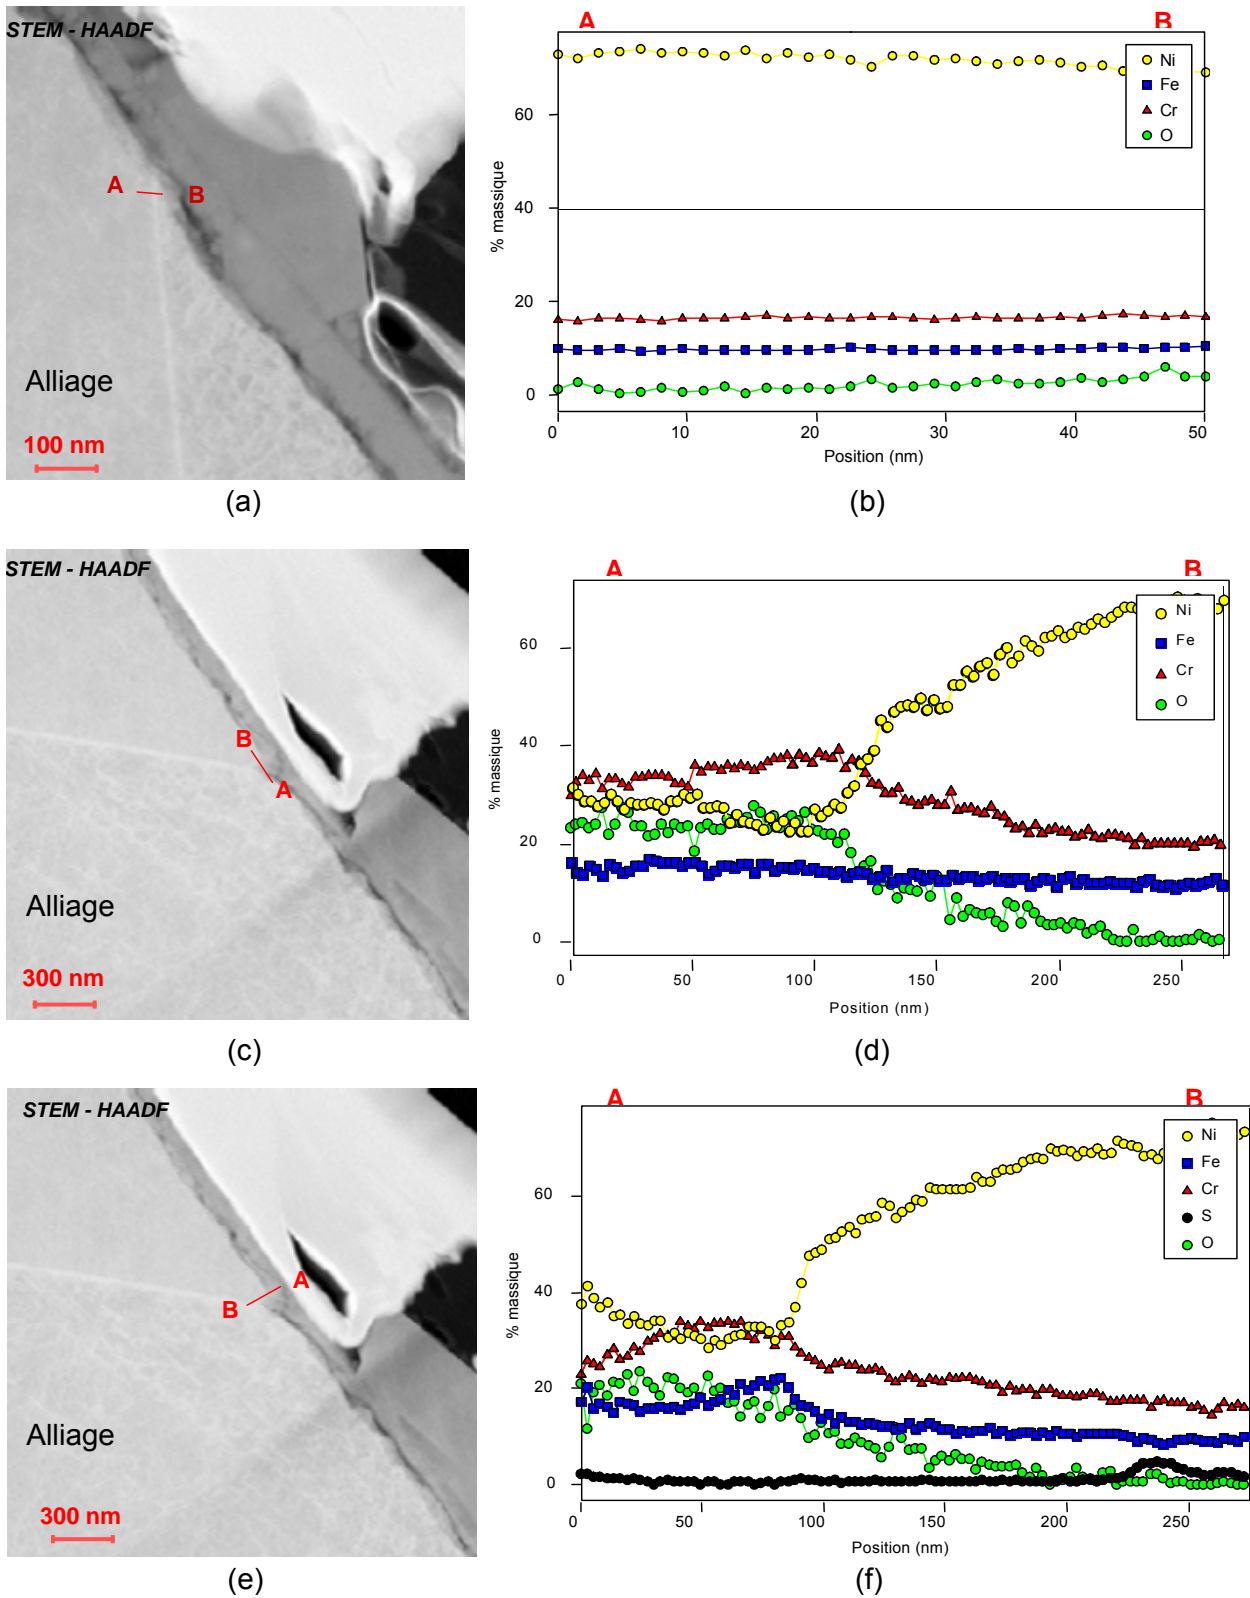 STEM - HAADF
A
B
Alliage
100 nm
(a)
A
B
Ni
Fe
Cr
O
% massique
60
40
20
0
0
10
20
30
40
50
Position (nm)
(b)
STEM - HAADF
B
A
Alliage
300 nm
(c)
A
B
Ni
Fe
Cr
O
% massique
60
40
20
0
0
50
100
150
200
250
Position (nm)
(d)
STEM - HAADF
A
B
Alliage
300 nm
(e)
A
B
Ni
Fe
Cr
S
O
% massique
60
40
20
0
0
50
100
150
200
250
Position (nm)
(f)